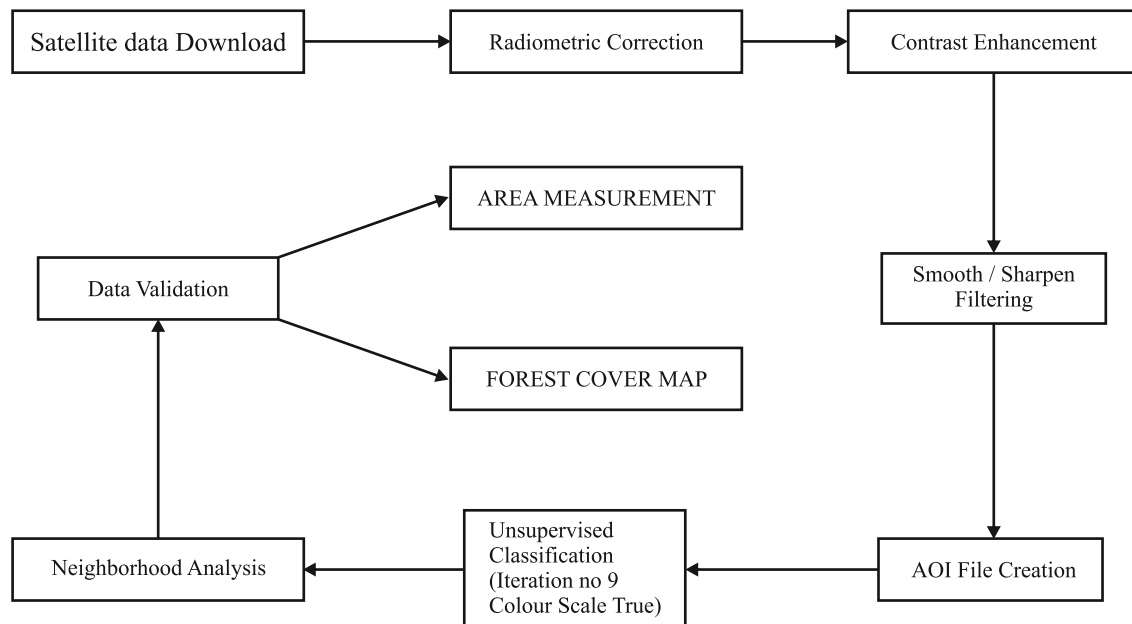 Satellite data Download
Radiometric Correction
Contrast Enhancement
AREA MEASUREMENT
Data Validation
Smooth / Sharpen
Filtering
FOREST COVER MAP
Neighborhood Analysis
Unsupervised
Classification
(Iteration no 9
Colour Scale True)
AOI File Creation